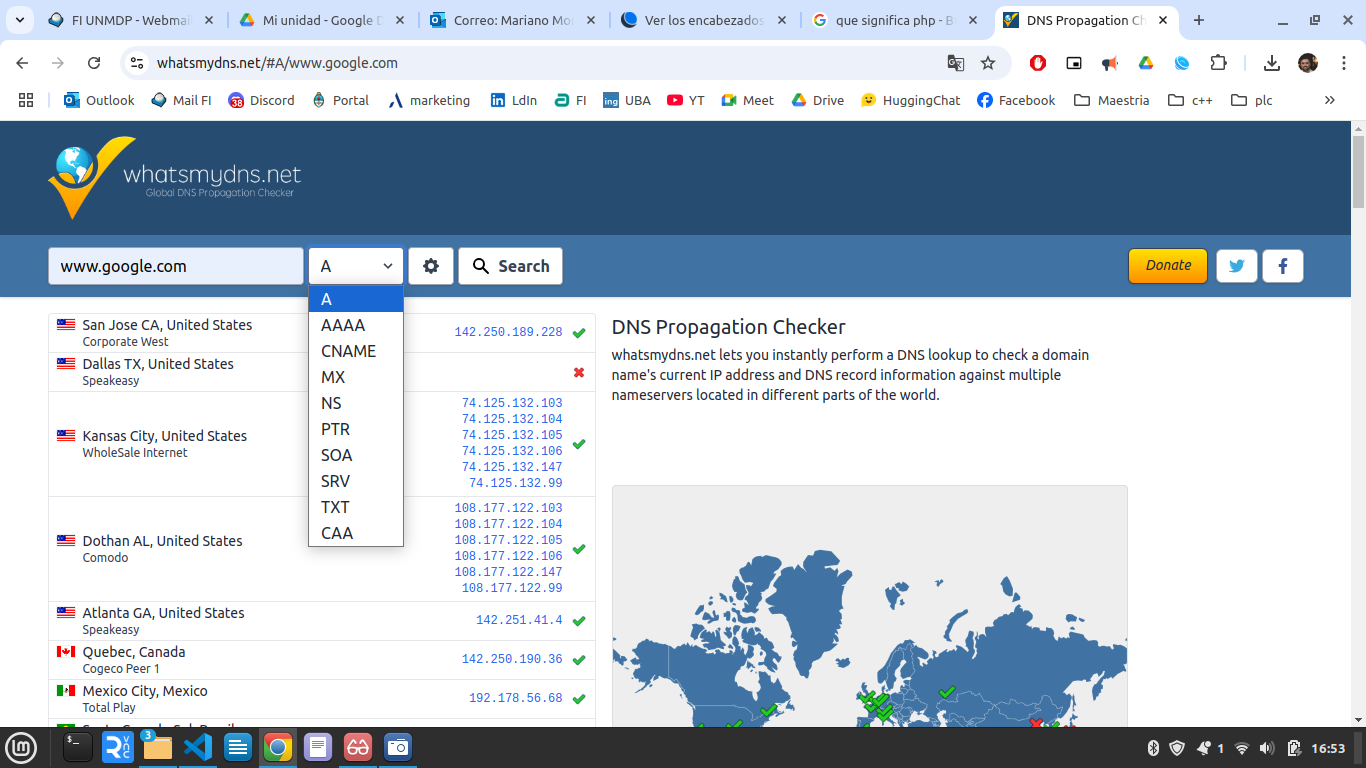 FI UNMDP - Webmai
Mi unidad - Google D
Correo: Mariano Mo
Ver los encabezados
que significa php - B
DNS Propagation Ch
whatsmydns.net/#A/www.google.com
Outlook
Mail FI
38
Discord
Portal
marketing
in
LdIn
FI
ing
UBA
YT
Meet
Drive
HuggingChat
Facebook
Maestria
c++
plc
whatsmydns.net
Global DNS Propagation Checker
www.google.com
A
Search
Donate
A
AAAA
CNAME
MX
NS
PTR
SOA
SRV
TXT
CAA
San Jose CA, United States
Corporate West
142.250.189.228
Dallas TX, United States
Speakeasy
Kansas City, United States
WholeSale Internet
74.125.132.103
74.125.132.104
74.125.132.105
74.125.132.106
74.125.132.147
74.125.132.99
Dothan AL, United States
Comodo
108.177.122.103
108.177.122.104
108.177.122.105
108.177.122.106
108.177.122.147
108.177.122.99
Atlanta GA, United States
Speakeasy
142.251.41.4
Quebec, Canada
Cogeco Peer 1
142.250.190.36
Mexico City, Mexico
Total Play
192.178.56.68
DNS Propagation Checker
whatsmydns.net lets you instantly perform a DNS lookup to check a domain
name's current IP address and DNS record information against multiple
nameservers located in different parts of the world.
3
1
16:53